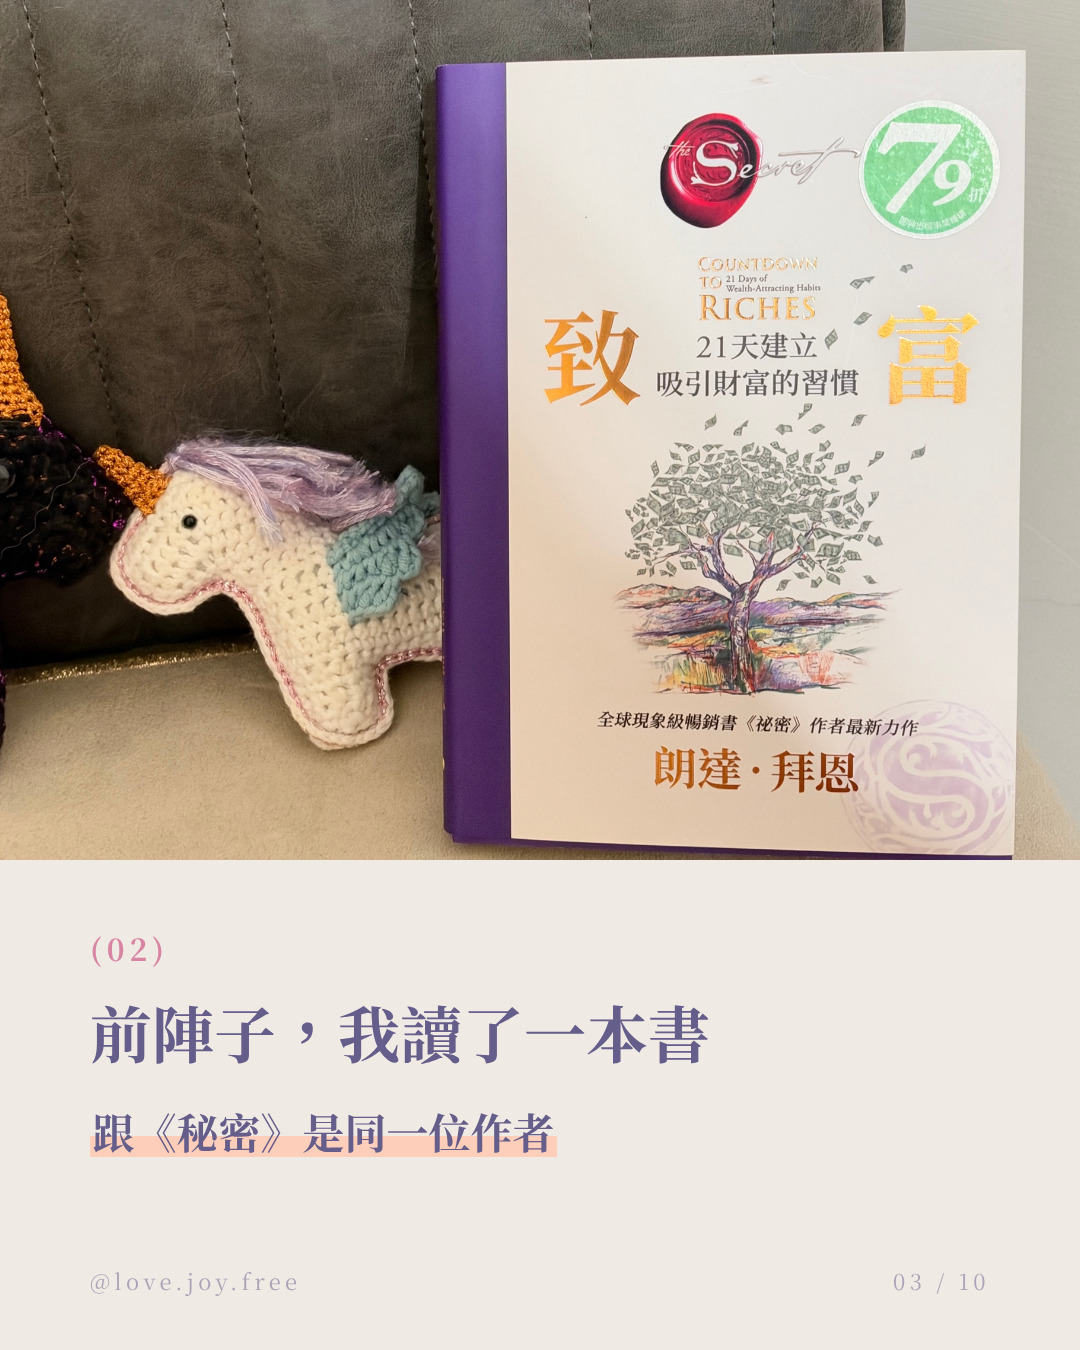 the Secret
79折
COUNTDOWN
TO 21 Days of
Wealth-Attracting Habits
RICHES
致富
21天建立
吸引財富的習慣
全球現象級暢銷書《祕密》作者最新力作
朗達·拜恩
(02)
前陣子，我讀了一本書
跟《秘密》是同一位作者
@love.joy.free
03 / 10